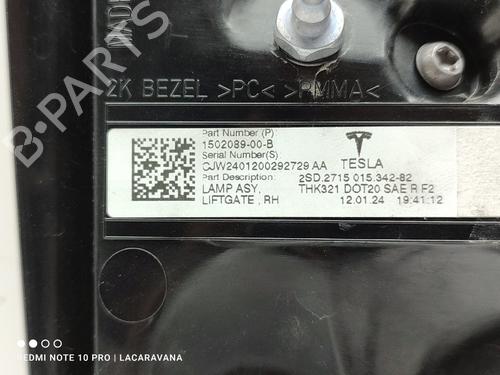 2K BEZEL >PC< >PMMA<
Part Number (P)
1502089-00-B
Serial Number(S)
CJW2401200292729 AA
Part Description:
LAMP ASY,
LIFTGATE , RH
TESLA
2SD.2715 015.342-82
THK321 DOT20 SAE R F2
12.01.24 19:41:12
B-PARTS
REDMI NOTE 10 PRO | LACARAVANA